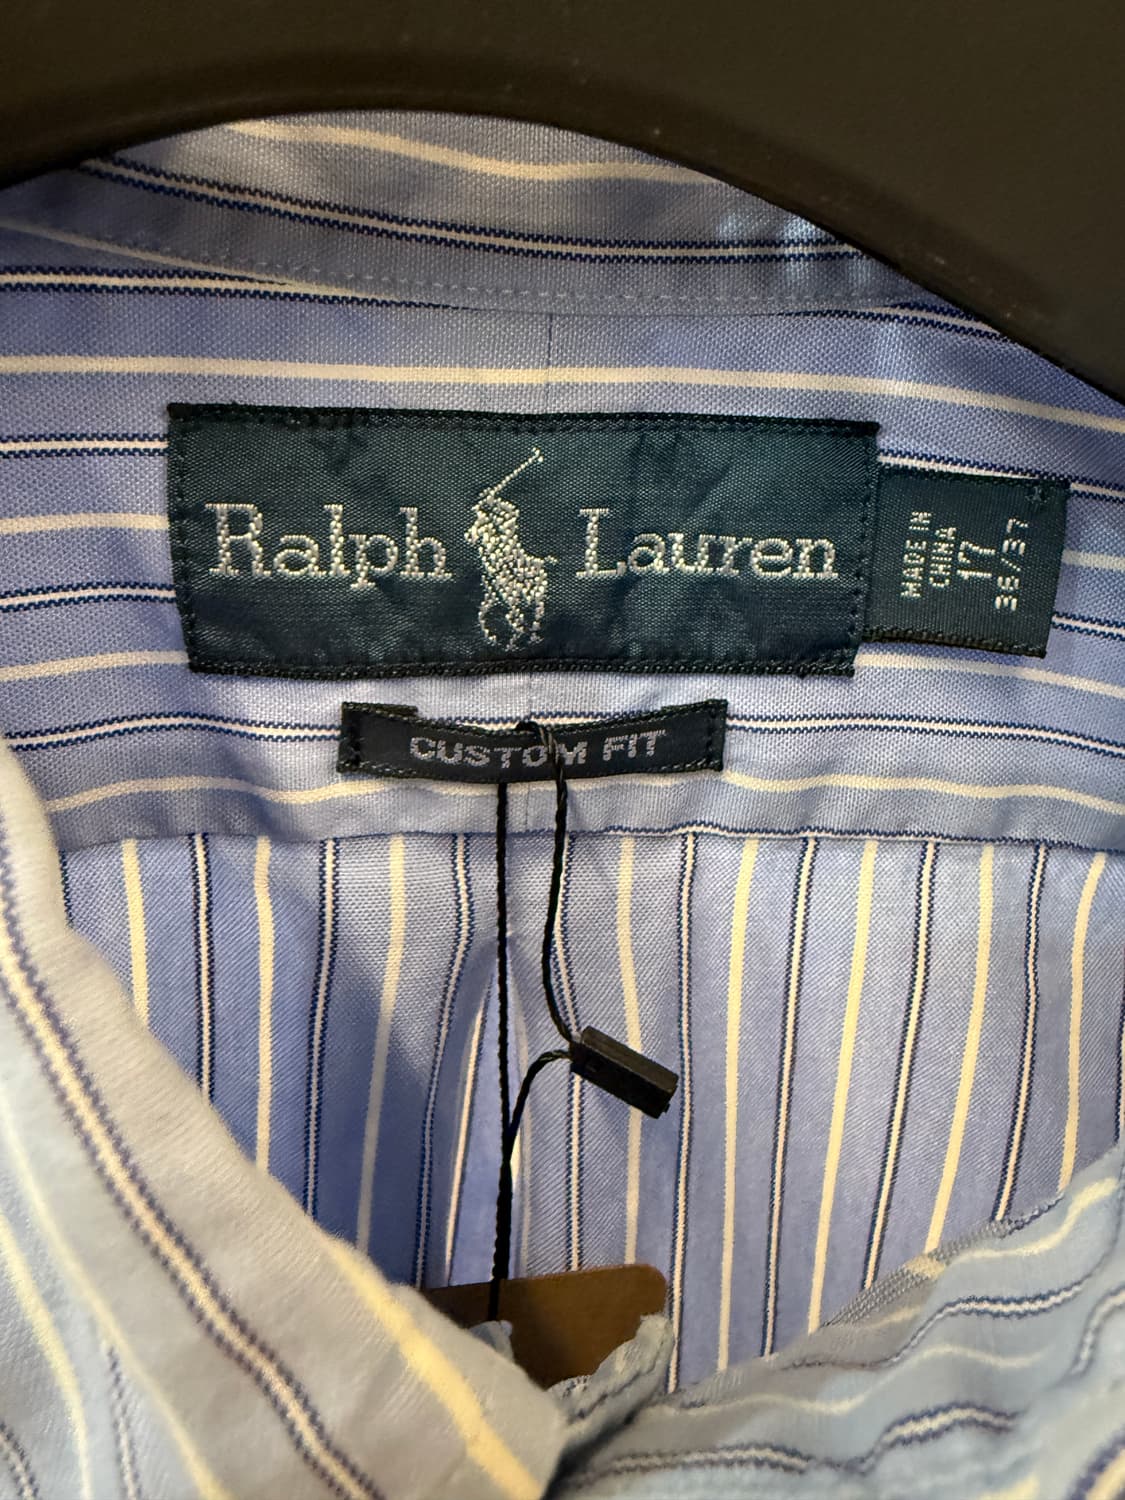 Ralph Lauren
MADE IN
CHINA
17
36/37
CUSTOM FIT